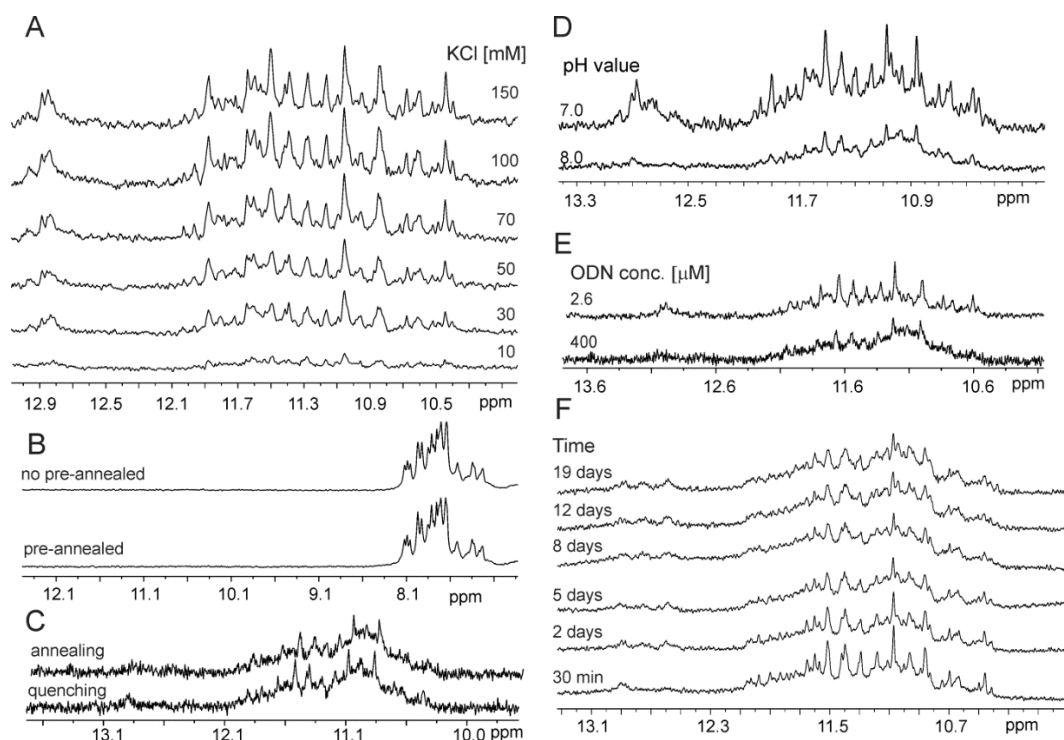 A
KCl [mM]
150
100
70
50
30
10
12.9 12.5 12.1 11.7 11.3 10.9 10.5 ppm
B
no pre-annealed
pre-annealed
12.1 11.1 10.1 9.1 8.1 ppm
C
annealing
quenching
13.1 12.1 11.1 10.0 ppm
D
pH value
7.0
8.0
13.3 12.5 11.7 10.9 ppm
E
ODN conc. [µM]
2.6
400
13.6 12.6 11.6 10.6 ppm
F
Time
19 days
12 days
8 days
5 days
2 days
30 min
13.1 12.3 11.5 10.7 ppm